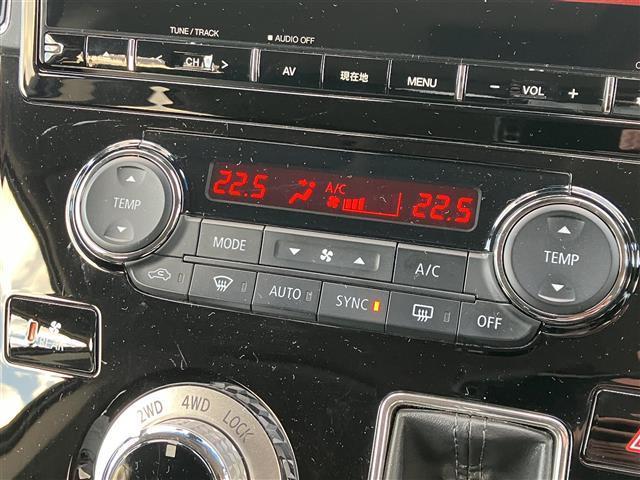 TUNE / TRACK
AUDIO OFF
CH
AV
現在地
MENU
- VOL +
22.5
A/C
22.5
TEMP
TEMP
MODE
A/C
AUTO
SYNC
OFF
REAR
2WD 4WD LOCK